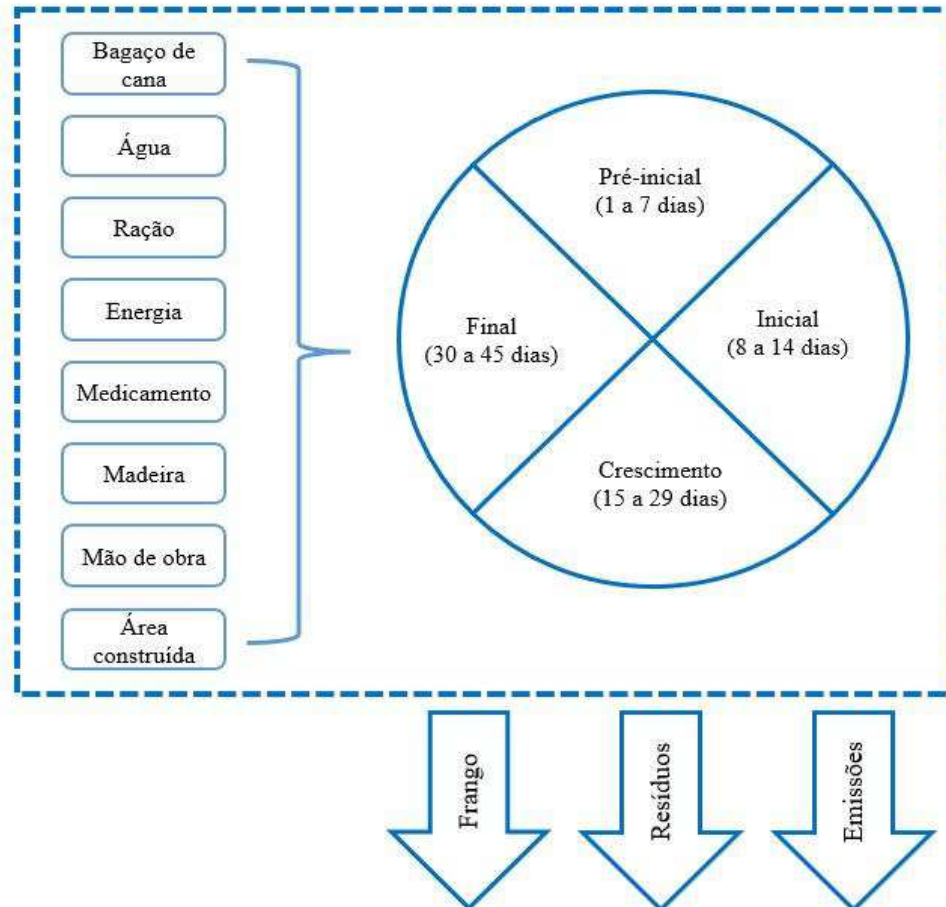 Bagaço de
cana
Água
Ração
Energia
Medicamento
Madeira
Mão de obra
Área
construída
Pré-inicial
(1 a 7 dias)
Inicial
(8 a 14 dias)
Crescimento
(15 a 29 dias)
Final
(30 a 45 dias)
Frango
Resíduos
Emissões